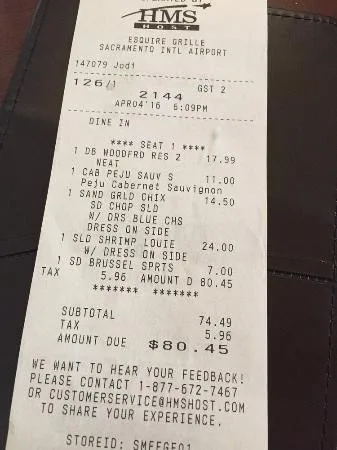 OPERATED BY
HMS
HOST
ESQUIRE GRILLE
SACRAMENTO INTL AIRPORT
147079 Jodi
126/1 GST 2
2144
APR04'16 6:09PM
DINE IN
**** SEAT 1 ****
1 DB WOODFRD RES 2 17.99
NEAT
1 CAB PEJU SAUV S 11.00
Peju Cabernet Sauvignon
1 SAND GRLD CHIX 14.50
SD CHOP SLD
W/ DRS BLUE CHS
DRESS ON SIDE
1 SLD SHRIMP LOUIE 24.00
W/ DRESS ON SIDE
1 SD BRUSSEL SPRTS 7.00
TAX 5.96 AMOUNT D 80.45
******* *******
SUBTOTAL 74.49
TAX 5.96
AMOUNT DUE $80.45
WE WANT TO HEAR YOUR FEEDBACK!
PLEASE CONTACT 1-877-672-7467
OR CUSTOMERSERVICE@HMSHOST.COM
TO SHARE YOUR EXPERIENCE.
STOREID: SMFFGE01